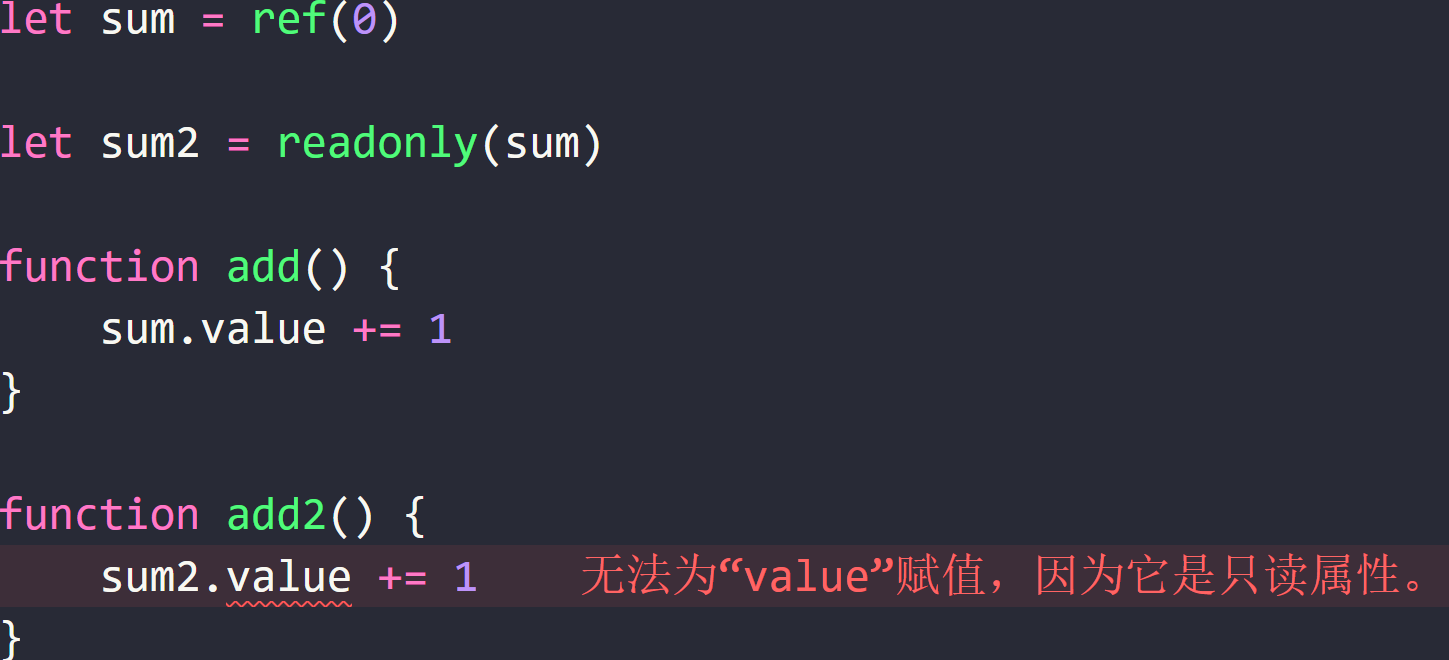 let sum = ref(0)
let sum2 = readonly(sum)
function add() {
    sum.value += 1
}
function add2() {
    sum2.value += 1    无法为“value”赋值，因为它是只读属性。
}